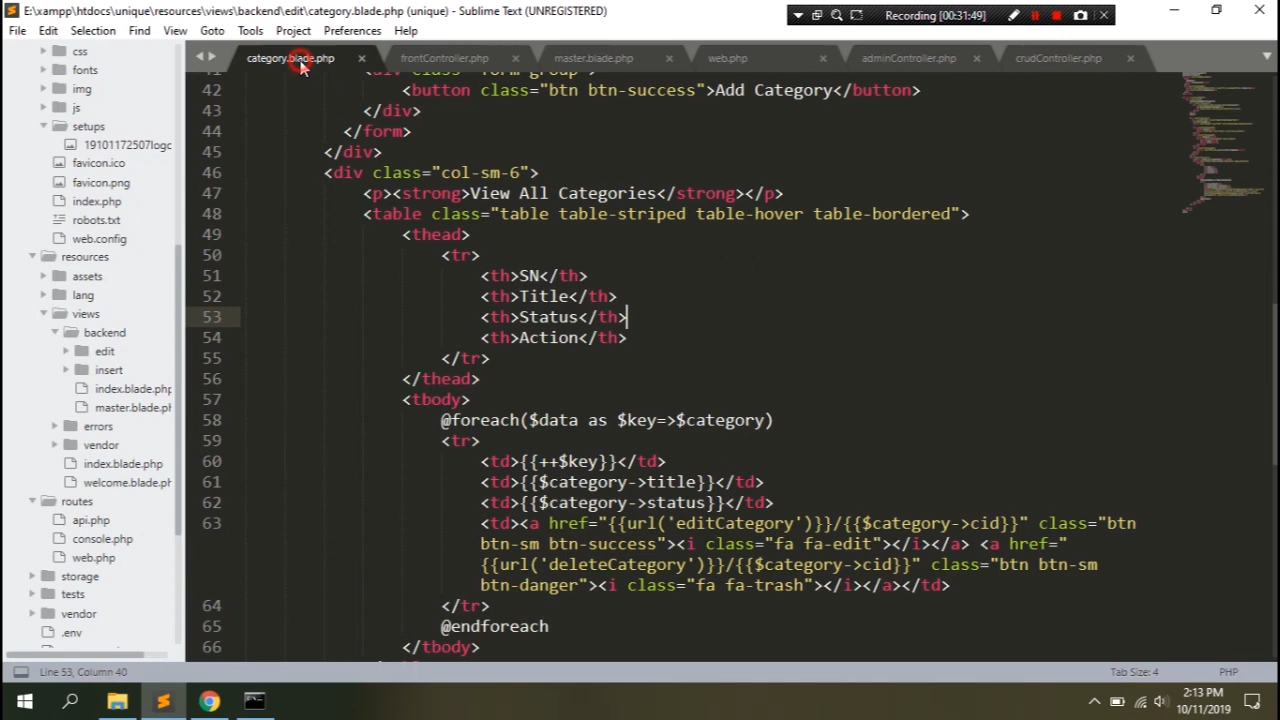 E:\xampp\htdocs\unique\resources\views\backend\edit\category.blade.php (unique) - Sublime Text (UNREGISTERED)
Recording [00:31:49]
File Edit Selection Find View Goto Tools Project Preferences Help
category.blade.php frontController.php master.blade.php web.php adminController.php crudController.php
css
fonts
img
js
setups
19101172507logo
favicon.ico
favicon.png
index.php
robots.txt
web.config
resources
assets
lang
views
backend
edit
insert
index.blade.php
master.blade.ph
errors
vendor
index.blade.php
welcome.blade.p
routes
api.php
console.php
web.php
storage
tests
vendor
.env
41 <div class="form-group">
42 <button class="btn btn-success">Add Category</button>
43 </div>
44 </form>
45 </div>
46 <div class="col-sm-6">
47 <p><strong>View All Categories</strong></p>
48 <table class="table table-striped table-hover table-bordered">
49 <thead>
50 <tr>
51 <th>SN</th>
52 <th>Title</th>
53 <th>Status</th>
54 <th>Action</th>
55 </tr>
56 </thead>
57 <tbody>
58 @foreach($data as $key=>$category)
59 <tr>
60 <td>{{++$key}}</td>
61 <td>{{$category->title}}</td>
62 <td>{{$category->status}}</td>
63 <td><a href="{{url('editCategory')}}/{{$category->cid}}" class="btn
btn-sm btn-success"><i class="fa fa-edit"></i></a> <a href="
{{url('deleteCategory')}}/{{$category->cid}}" class="btn btn-sm
btn-danger"><i class="fa fa-trash"></i></a></td>
64 </tr>
65 @endforeach
66 </tbody>
Line 53, Column 40
Tab Size: 4
PHP
2:13 PM
10/11/2019